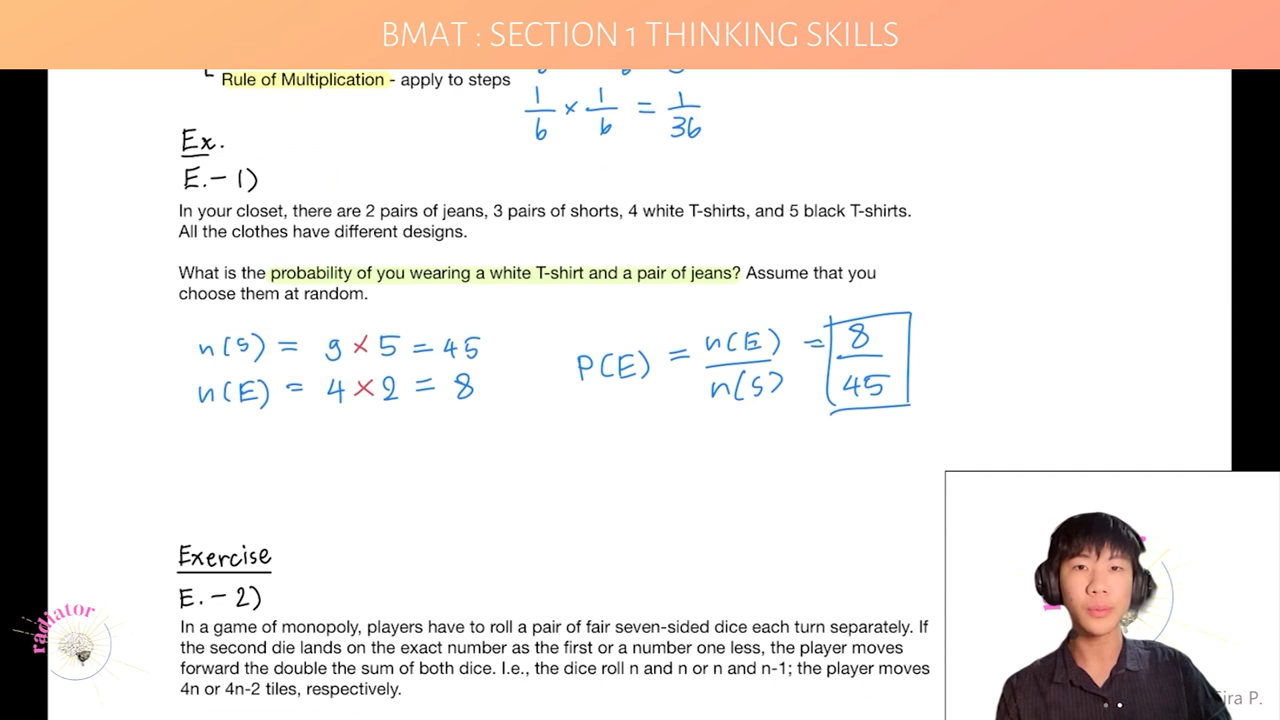 BMAT : SECTION 1 THINKING SKILLS
Rule of Multiplication - apply to steps
1/6 × 1/6 = 1/36
Ex.
E.- 1)
In your closet, there are 2 pairs of jeans, 3 pairs of shorts, 4 white T-shirts, and 5 black T-shirts.
All the clothes have different designs.
What is the probability of you wearing a white T-shirt and a pair of jeans? Assume that you
choose them at random.
n(S) = 9 × 5 = 45
n(E) = 4 × 2 = 8
P(E) = n(E)/n(S) = 8/45
Exercise
E. - 2)
In a game of monopoly, players have to roll a pair of fair seven-sided dice each turn separately. If
the second die lands on the exact number as the first or a number one less, the player moves
forward the double the sum of both dice. I.e., the dice roll n and n or n and n-1; the player moves
4n or 4n-2 tiles, respectively.
radiator
Sira P.